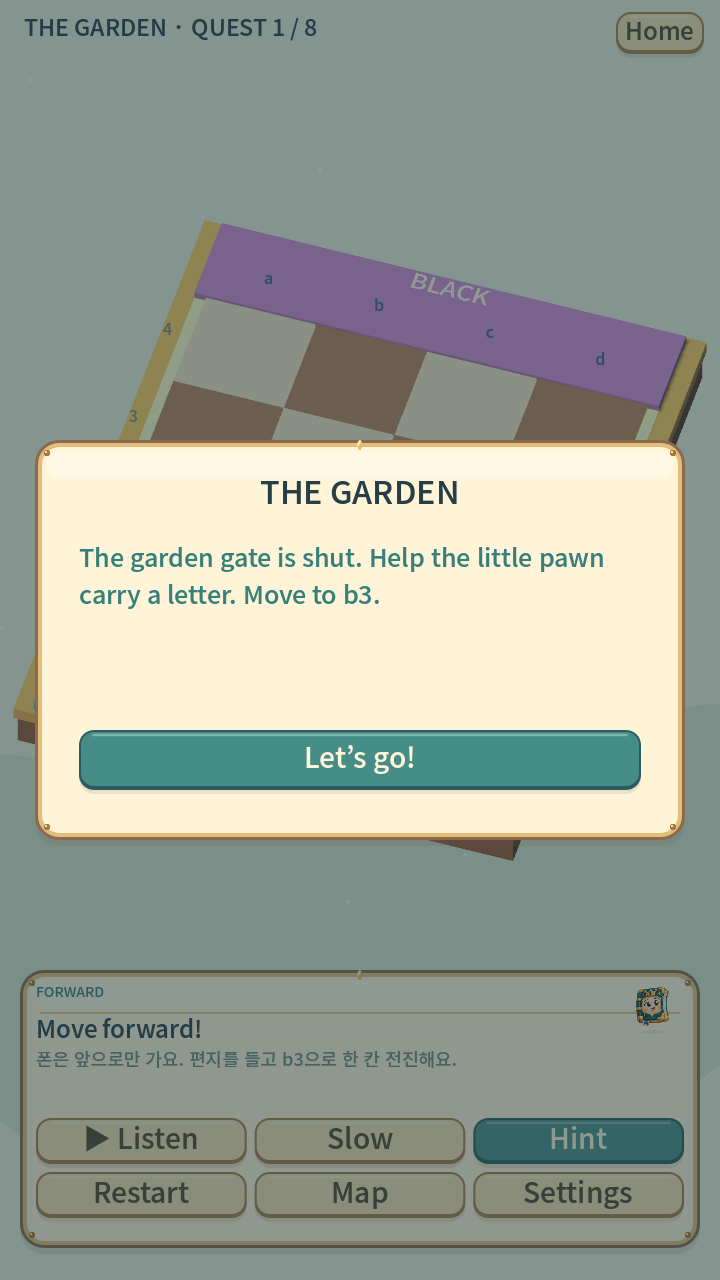 THE GARDEN · QUEST 1 / 8
Home
BLACK
a
b
c
d
4
3
THE GARDEN
The garden gate is shut. Help the little pawn
carry a letter. Move to b3.
Let’s go!
FORWARD
Move forward!
폰은 앞으로만 가요. 편지를 들고 b3으로 한 칸 전진해요.
▶ Listen
Slow
Hint
Restart
Map
Settings